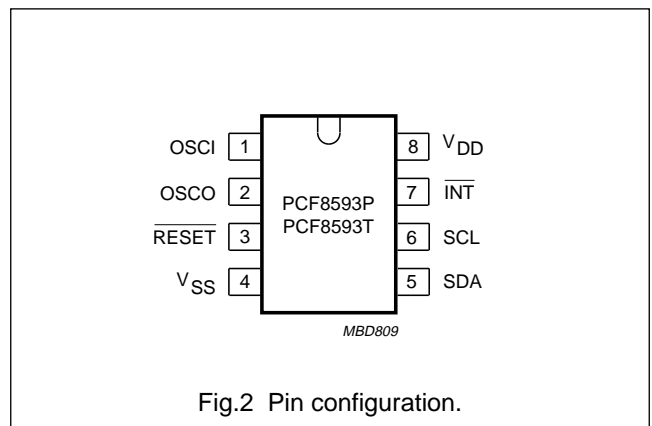 OSCI 1 8 VDD
OSCO 2 7 INT
PCF8593P
PCF8593T
RESET 3 6 SCL
VSS 4 5 SDA
MBD809
Fig.2 Pin configuration.